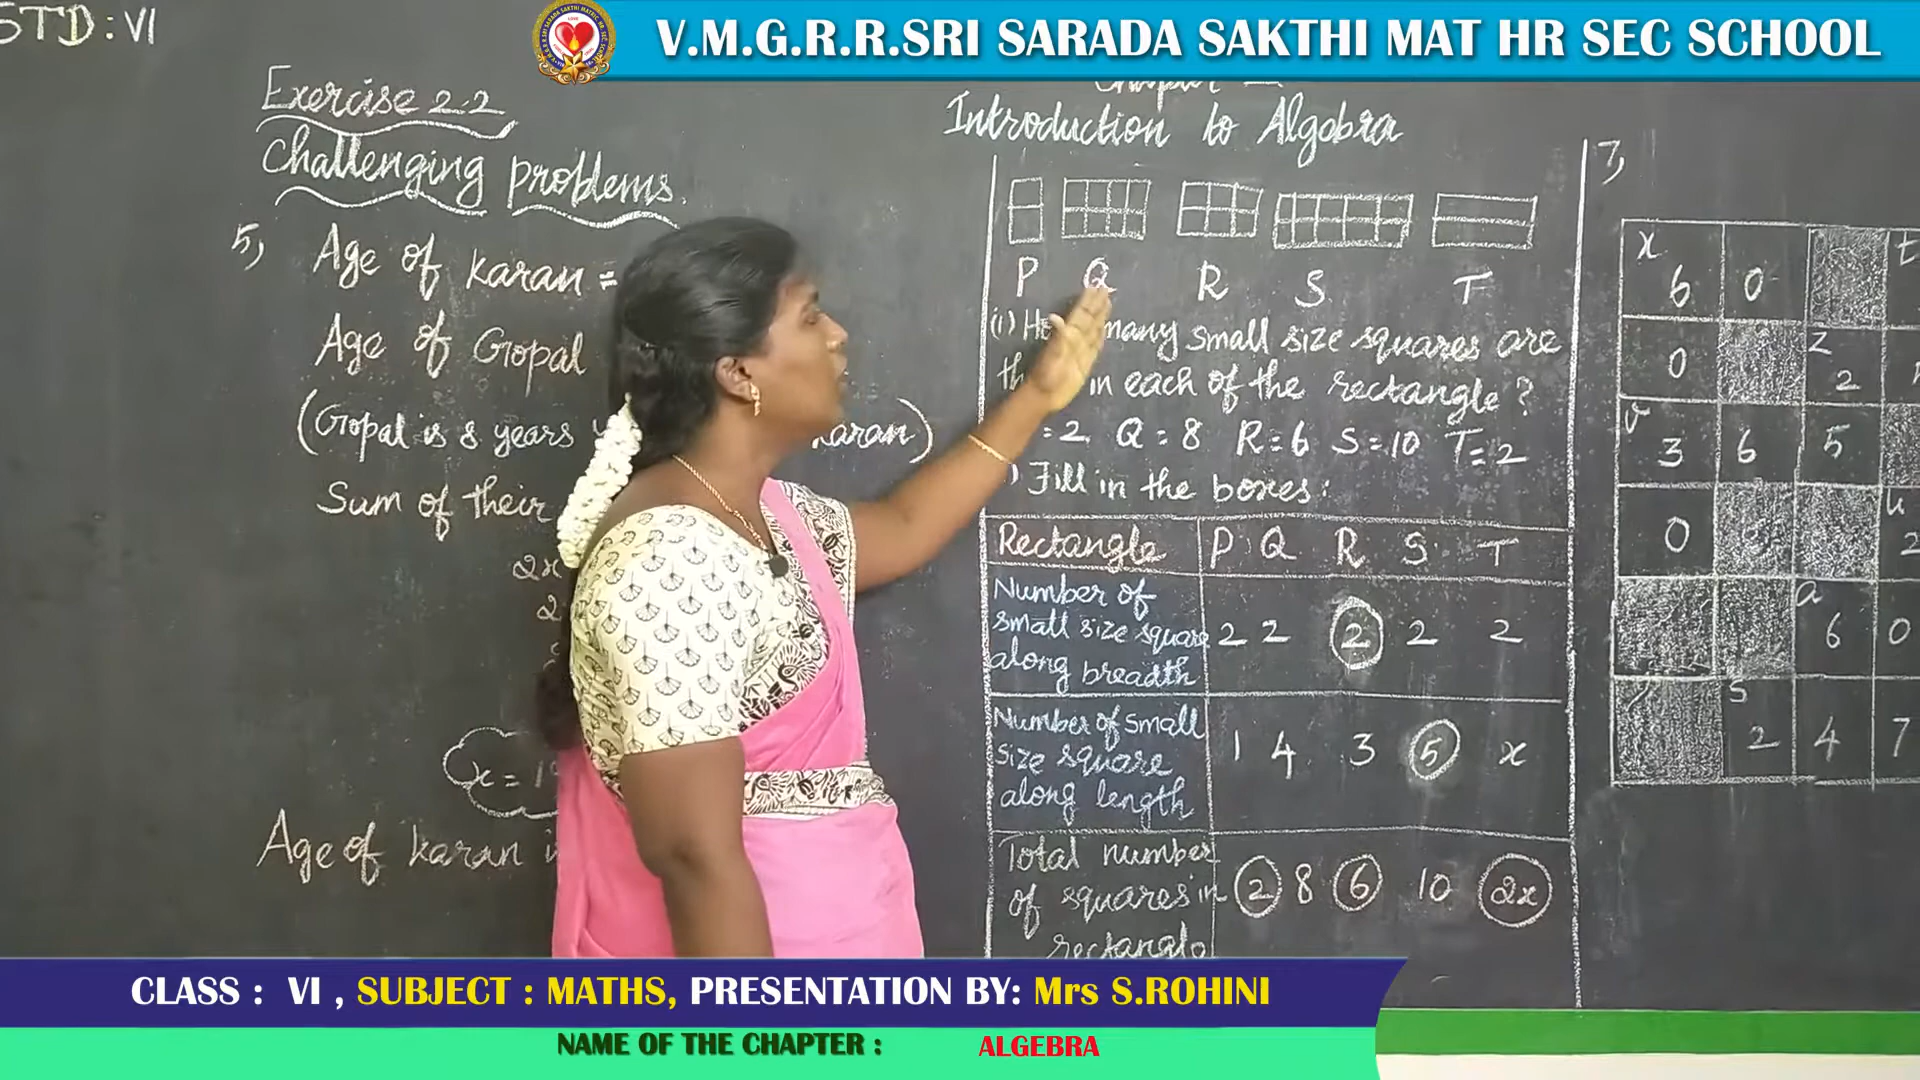 STD : VI
V.M.G.R.R.SRI SARADA SAKTHI MAT HR SEC SCHOOL
Exercise 2.2
Challenging problems.
5, Age of karan =
Age of Gopal
(Gopal is 8 years karan)
Sum of their
2x
2
x = 1
Age of karan
Introduction to Algebra
P Q R S T
(i) How many small size squares are
in each of the rectangle ?
= 2 Q = 8 R = 6 S = 10 T = 2
) Fill in the boxes :
Rectangle P Q R S T
Number of
small size square 2 2 2 2 2
along breadth
Number of small
size square 1 4 3 5 x
along length
Total number
of squares in 2 8 6 10 2x
rectangle
7,
x 6 0 t
0 z 2
v 3 6 5
0 u 2
a 6 0
s 2 4 7
CLASS : VI , SUBJECT : MATHS, PRESENTATION BY: Mrs S.ROHINI
NAME OF THE CHAPTER : ALGEBRA